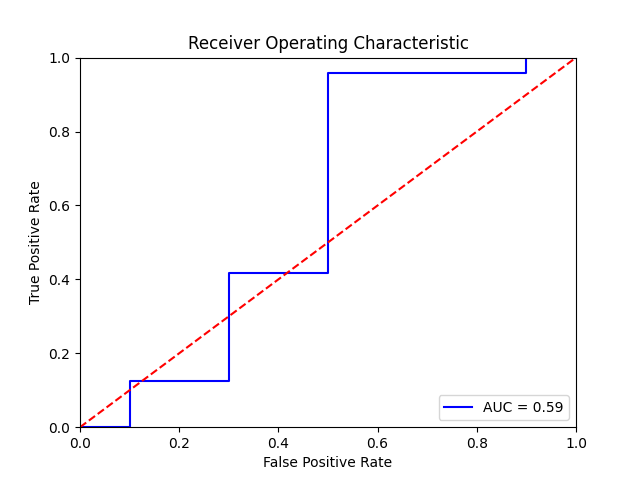 Receiver Operating Characteristic
True Positive Rate
1.0
0.8
0.6
0.4
0.2
0.0
AUC = 0.59
0.0 0.2 0.4 0.6 0.8 1.0
False Positive Rate